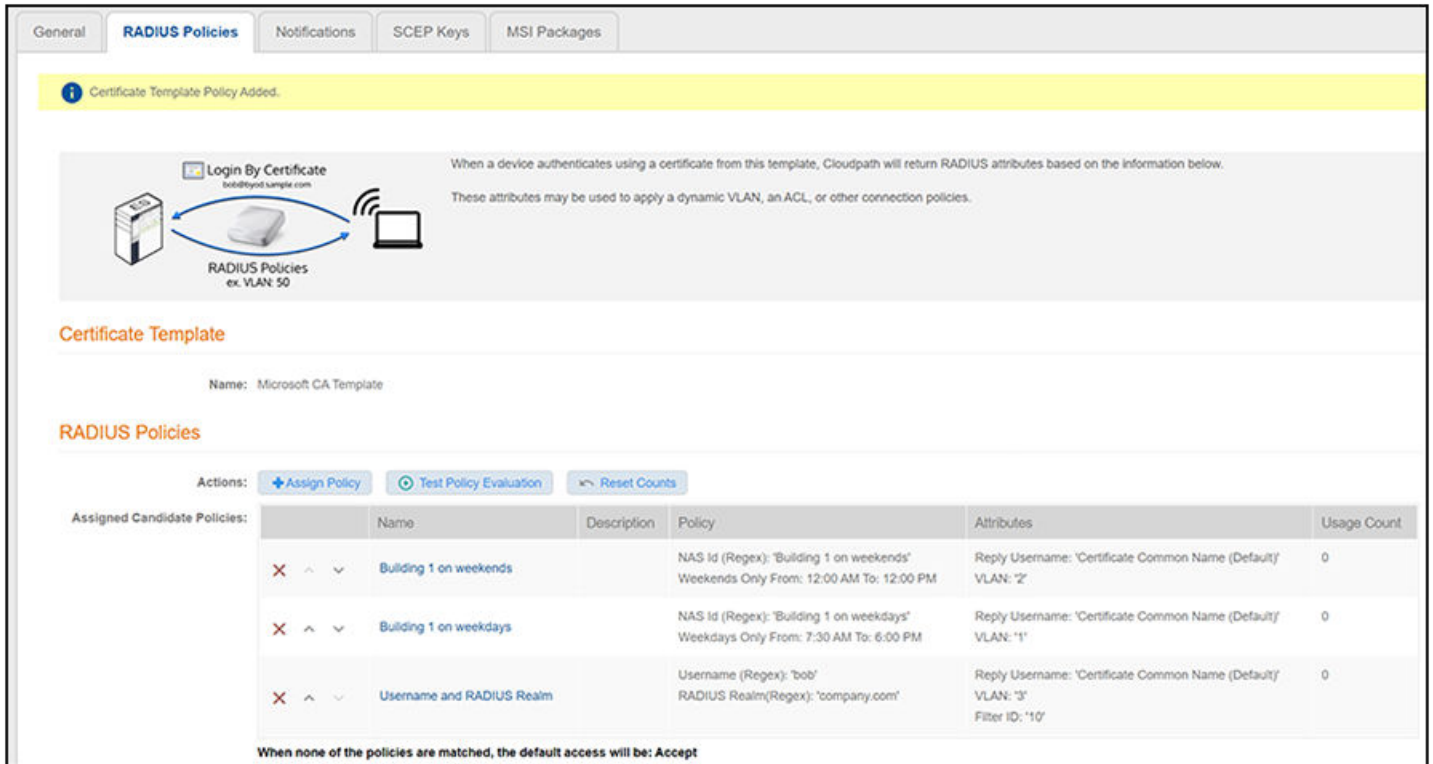 General
RADIUS Policies
Notifications
SCEP Keys
MSI Packages
Certificate Template Policy Added.
Login By Certificate
bob@byod.sample.com
ES
RADIUS Policies
ex. VLAN: 50
When a device authenticates using a certificate from this template, Cloudpath will return RADIUS attributes based on the information below.
These attributes may be used to apply a dynamic VLAN, an ACL, or other connection policies.
Certificate Template
Name: Microsoft CA Template
RADIUS Policies
Actions: Assign Policy Test Policy Evaluation Reset Counts
Assigned Candidate Policies:
Name Description Policy Attributes Usage Count
Building 1 on weekends
NAS Id (Regex): 'Building 1 on weekends'
Weekends Only From: 12:00 AM To: 12:00 PM
Reply Username: 'Certificate Common Name (Default)'
VLAN: '2'
0
Building 1 on weekdays
NAS Id (Regex): 'Building 1 on weekdays'
Weekdays Only From: 7:30 AM To: 6:00 PM
Reply Username: 'Certificate Common Name (Default)'
VLAN: '1'
0
Username and RADIUS Realm
Username (Regex): 'bob'
RADIUS Realm(Regex): 'company.com'
Reply Username: 'Certificate Common Name (Default)'
VLAN: '3'
Filter ID: '10'
0
When none of the policies are matched, the default access will be: Accept